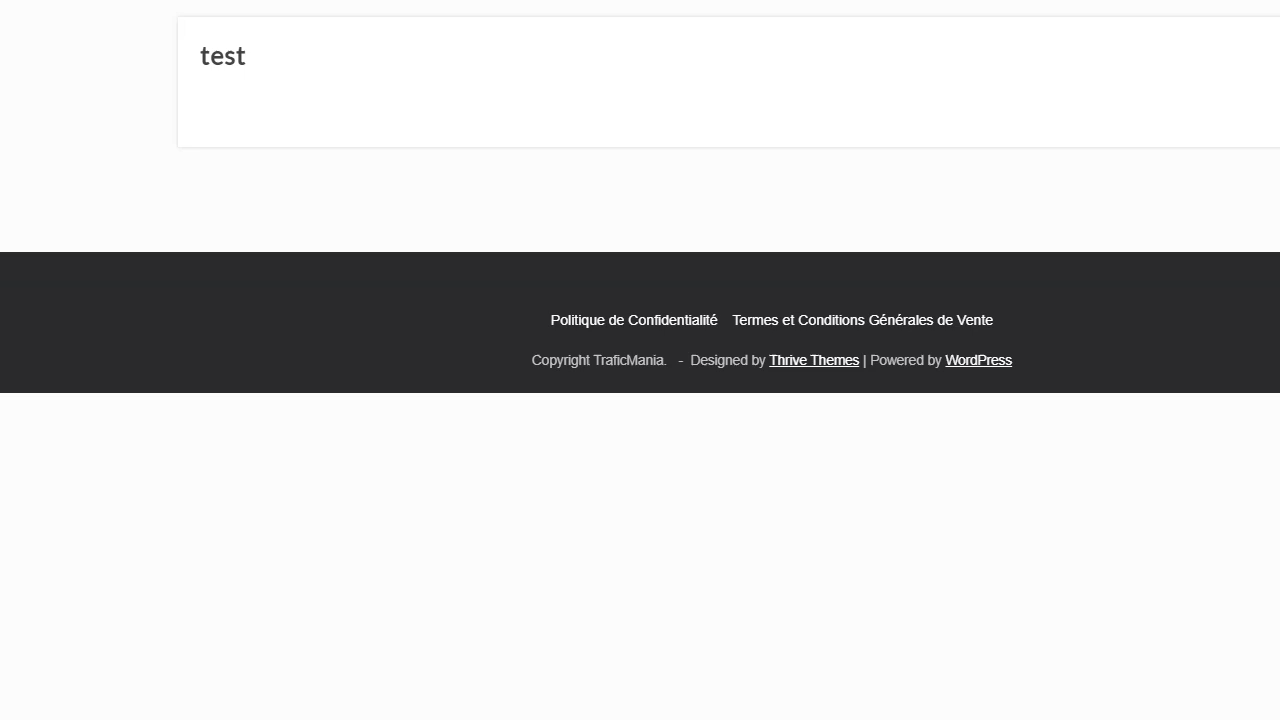 test
Politique de Confidentialité Termes et Conditions Générales de Vente
Copyright TraficMania. - Designed by Thrive Themes | Powered by WordPress